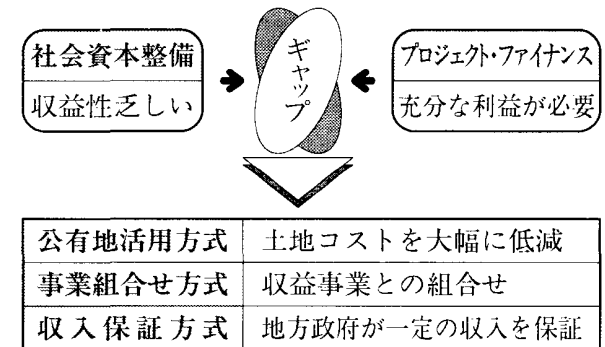 社会資本整備
収益性乏しい
ギャップ
プロジェクト・ファイナンス
充分な利益が必要
公有地活用方式 土地コストを大幅に低減
事業組合せ方式 収益事業との組合せ
収入保証方式 地方政府が一定の収入を保証